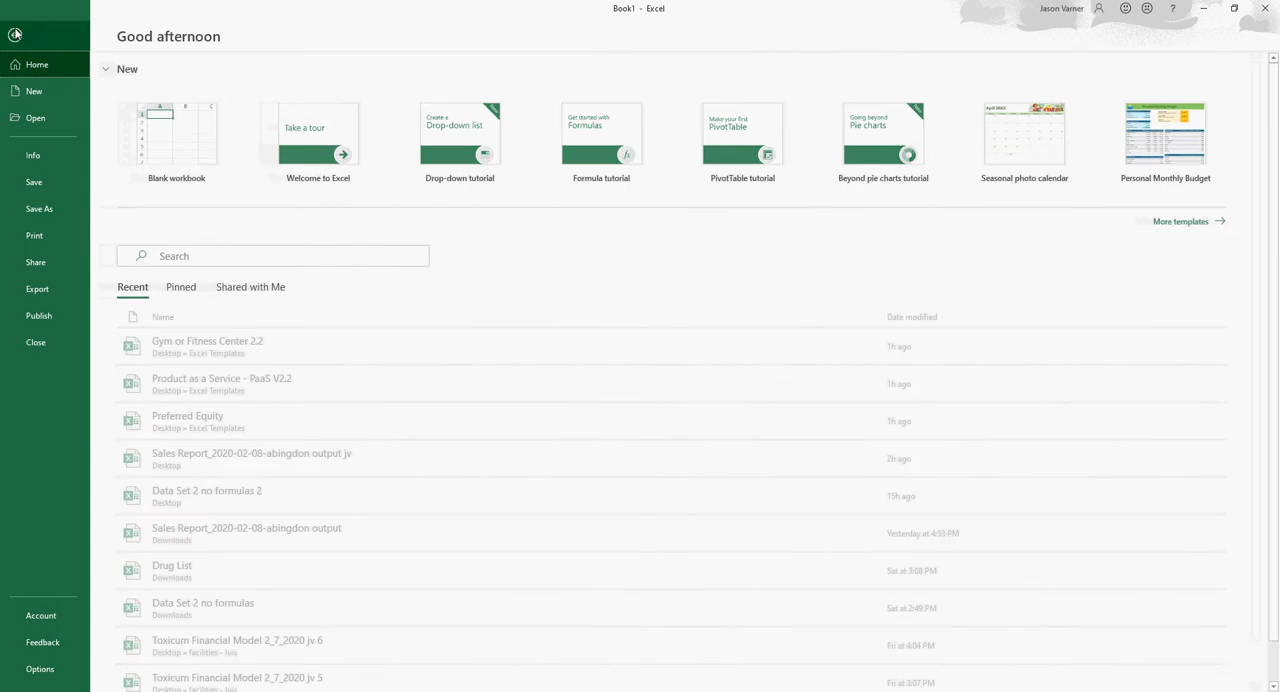 Book1 - Excel
Jason Varner
?
Good afternoon
Home
New
Open
Info
Save
Save As
Print
Share
Export
Publish
Close
Account
Feedback
Options
New
A B C
Take a tour
Create a
Drop-down list
Get started with
Formulas
fx
Make your first
PivotTable
Going beyond
Pie charts
Blank workbook
Welcome to Excel
Drop-down tutorial
Formula tutorial
PivotTable tutorial
Beyond pie charts tutorial
Seasonal photo calendar
Personal Monthly Budget
More templates
Search
Recent Pinned Shared with Me
Name Date modified
Gym or Fitness Center 2.2
Desktop » Excel Templates
1h ago
Product as a Service - PaaS V2.2
Desktop » Excel Templates
1h ago
Preferred Equity
Desktop » Excel Templates
1h ago
Sales Report_2020-02-08-abingdon output jv
Desktop
2h ago
Data Set 2 no formulas 2
Desktop
15h ago
Sales Report_2020-02-08-abingdon output
Downloads
Yesterday at 4:53 PM
Drug List
Downloads
Sat at 3:08 PM
Data Set 2 no formulas
Downloads
Sat at 2:49 PM
Toxicum Financial Model 2_7_2020 jv 6
Desktop » facilities - luis
Fri at 4:04 PM
Toxicum Financial Model 2_7_2020 jv 5
Desktop » facilities - luis
Fri at 3:07 PM